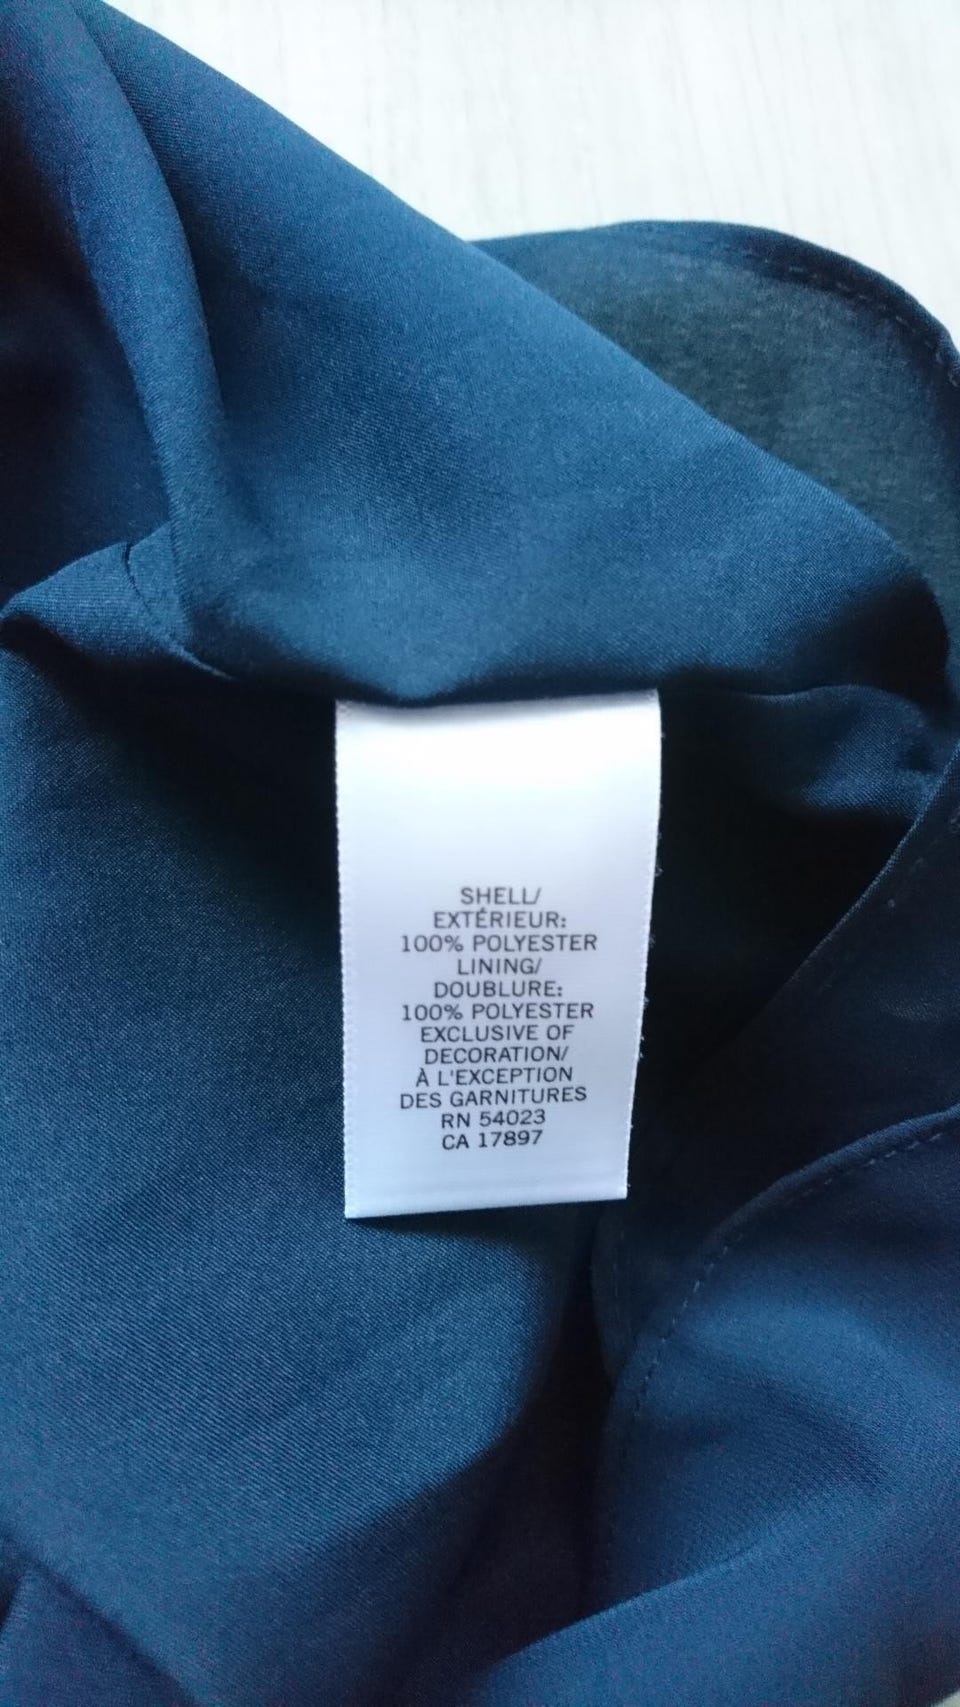 SHELL/
EXTÉRIEUR:
100% POLYESTER
LINING/
DOUBLURE:
100% POLYESTER
EXCLUSIVE OF
DECORATION/
À L'EXCEPTION
DES GARNITURES
RN 54023
CA 17897